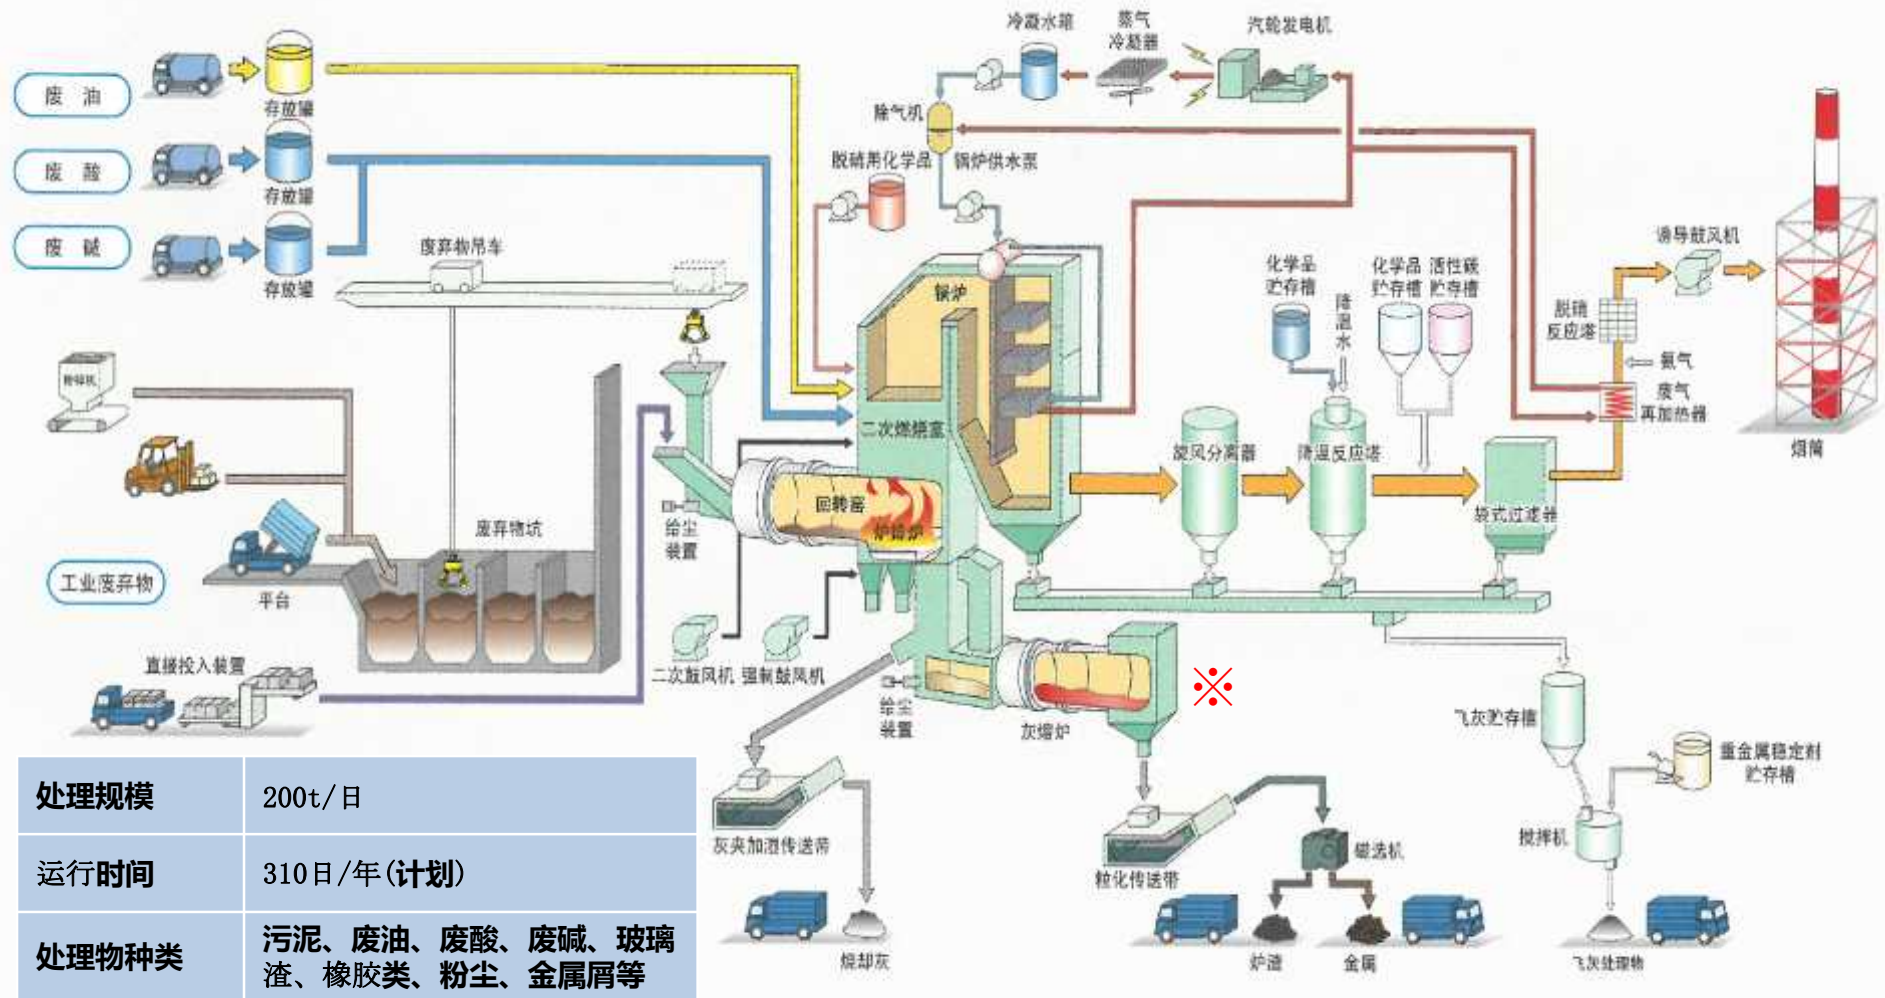 冷凝水箱
蒸气
冷凝器
汽轮发电机
废 油
存放罐
除气机
废 酸
存放罐
脱硝用化学品
锅炉供水泵
废 碱
存放罐
废弃物吊车
诱导鼓风机
锅炉
化学品
贮存槽
降温水
化学品
贮存槽
活性碳
贮存槽
脱硝
反应塔
氨气
废气
再加热器
烟筒
粉碎机
二次燃烧室
旋风分离器
降温反应塔
袋式过滤器
回转窑
炉
给尘
装置
废弃物坑
工业废弃物
平台
直接投入装置
二次鼓风机
强制鼓风机
给尘
装置
灰熔炉
※
飞灰贮存槽
重金属稳定剂
贮存槽
搅拌机
灰夹加湿传送带
粒化传送带
磁选机
烧却灰
炉渣
金属
飞灰处理物
处理规模
200t/日
运行时间
310日/年(计划)
处理物种类
污泥、废油、废酸、废碱、玻璃
渣、橡胶类、粉尘、金属屑等